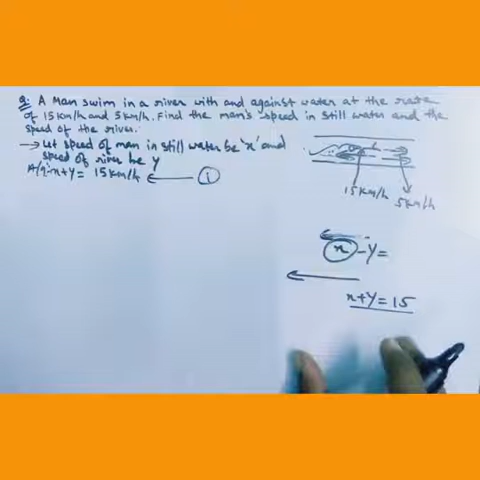 Q: A Man swim in a river with and against water at the rate
of 15 Km/h and 5 km/h. Find the man's speed in still water and the
speed of the river.
→ Let speed of man in still water be 'x' and
speed of river be y
A/q:- x+y = 15 km/h ← (i)
15 km/h
5 km/h
x - y =
x + y = 15